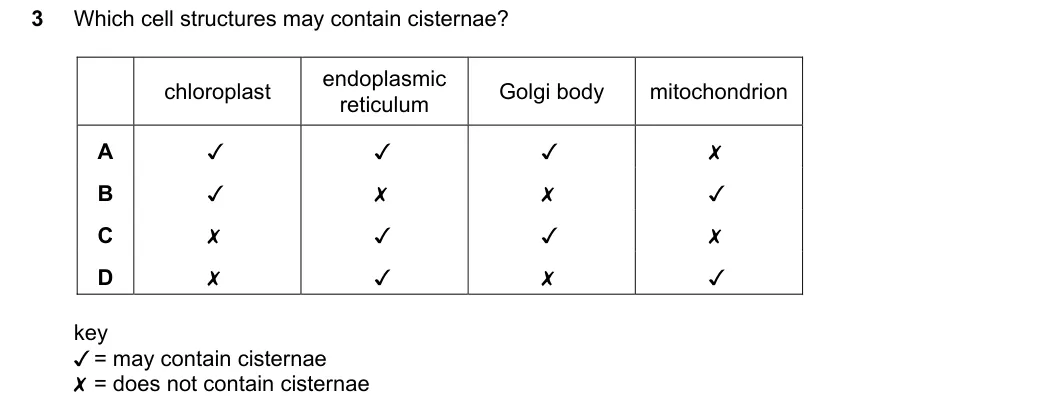 3 Which cell structures may contain cisternae?
chloroplast endoplasmic reticulum Golgi body mitochondrion
A ✓ ✓ ✓ ✗
B ✓ ✗ ✗ ✓
C ✗ ✓ ✓ ✗
D ✗ ✓ ✗ ✓
key
✓ = may contain cisternae
✗ = does not contain cisternae